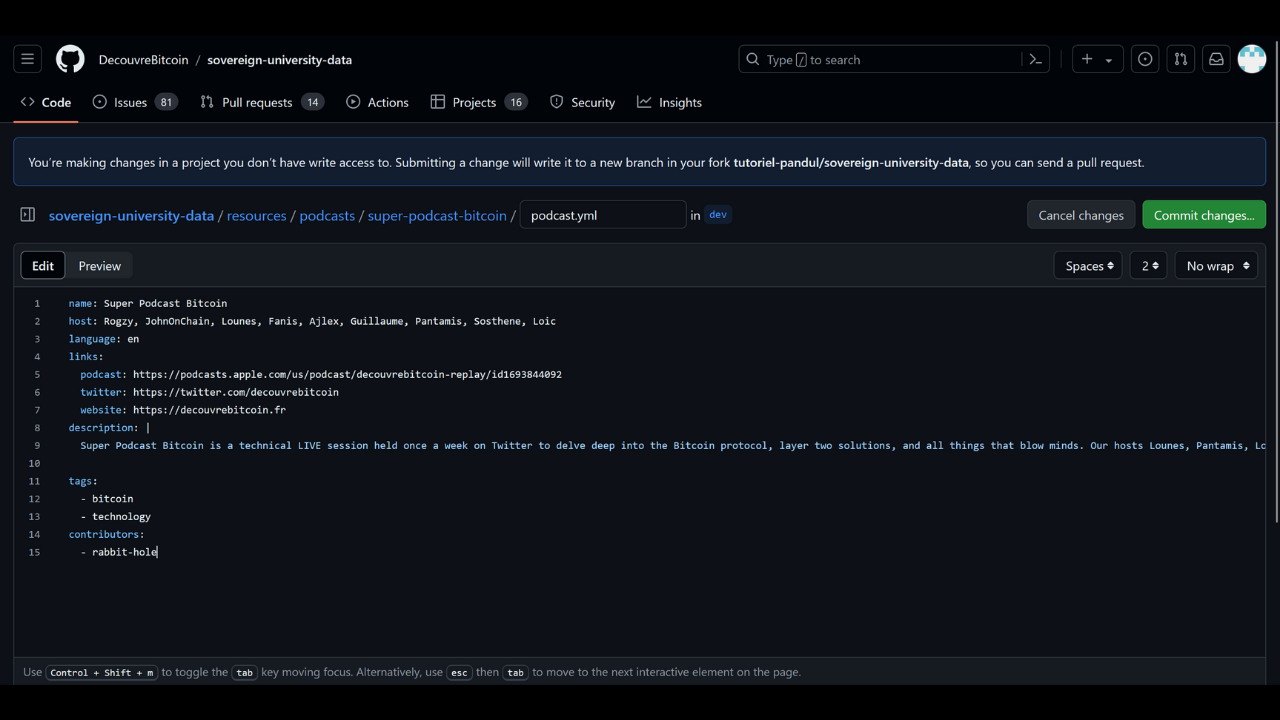 DecouvreBitcoin / sovereign-university-data
Type / to search
Code
Issues 81
Pull requests 14
Actions
Projects 16
Security
Insights
You're making changes in a project you don't have write access to. Submitting a change will write it to a new branch in your fork tutoriel-pandul/sovereign-university-data, so you can send a pull request.
sovereign-university-data / resources / podcasts / super-podcast-bitcoin / podcast.yml in dev
Cancel changes
Commit changes...
Edit
Preview
Spaces
2
No wrap
1 name: Super Podcast Bitcoin
2 host: Rogzy, JohnOnChain, Lounes, Fanis, Ajlex, Guillaume, Pantamis, Sosthene, Loic
3 language: en
4 links:
5 podcast: https://podcasts.apple.com/us/podcast/decouvrebitcoin-replay/id1693844092
6 twitter: https://twitter.com/decouvrebitcoin
7 website: https://decouvrebitcoin.fr
8 description: |
9 Super Podcast Bitcoin is a technical LIVE session held once a week on Twitter to delve deep into the Bitcoin protocol, layer two solutions, and all things that blow minds. Our hosts Lounes, Pantamis, Lo
10
11 tags:
12 - bitcoin
13 - technology
14 contributors:
15 - rabbit-hole
Use Control + Shift + m to toggle the tab key moving focus. Alternatively, use esc then tab to move to the next interactive element on the page.